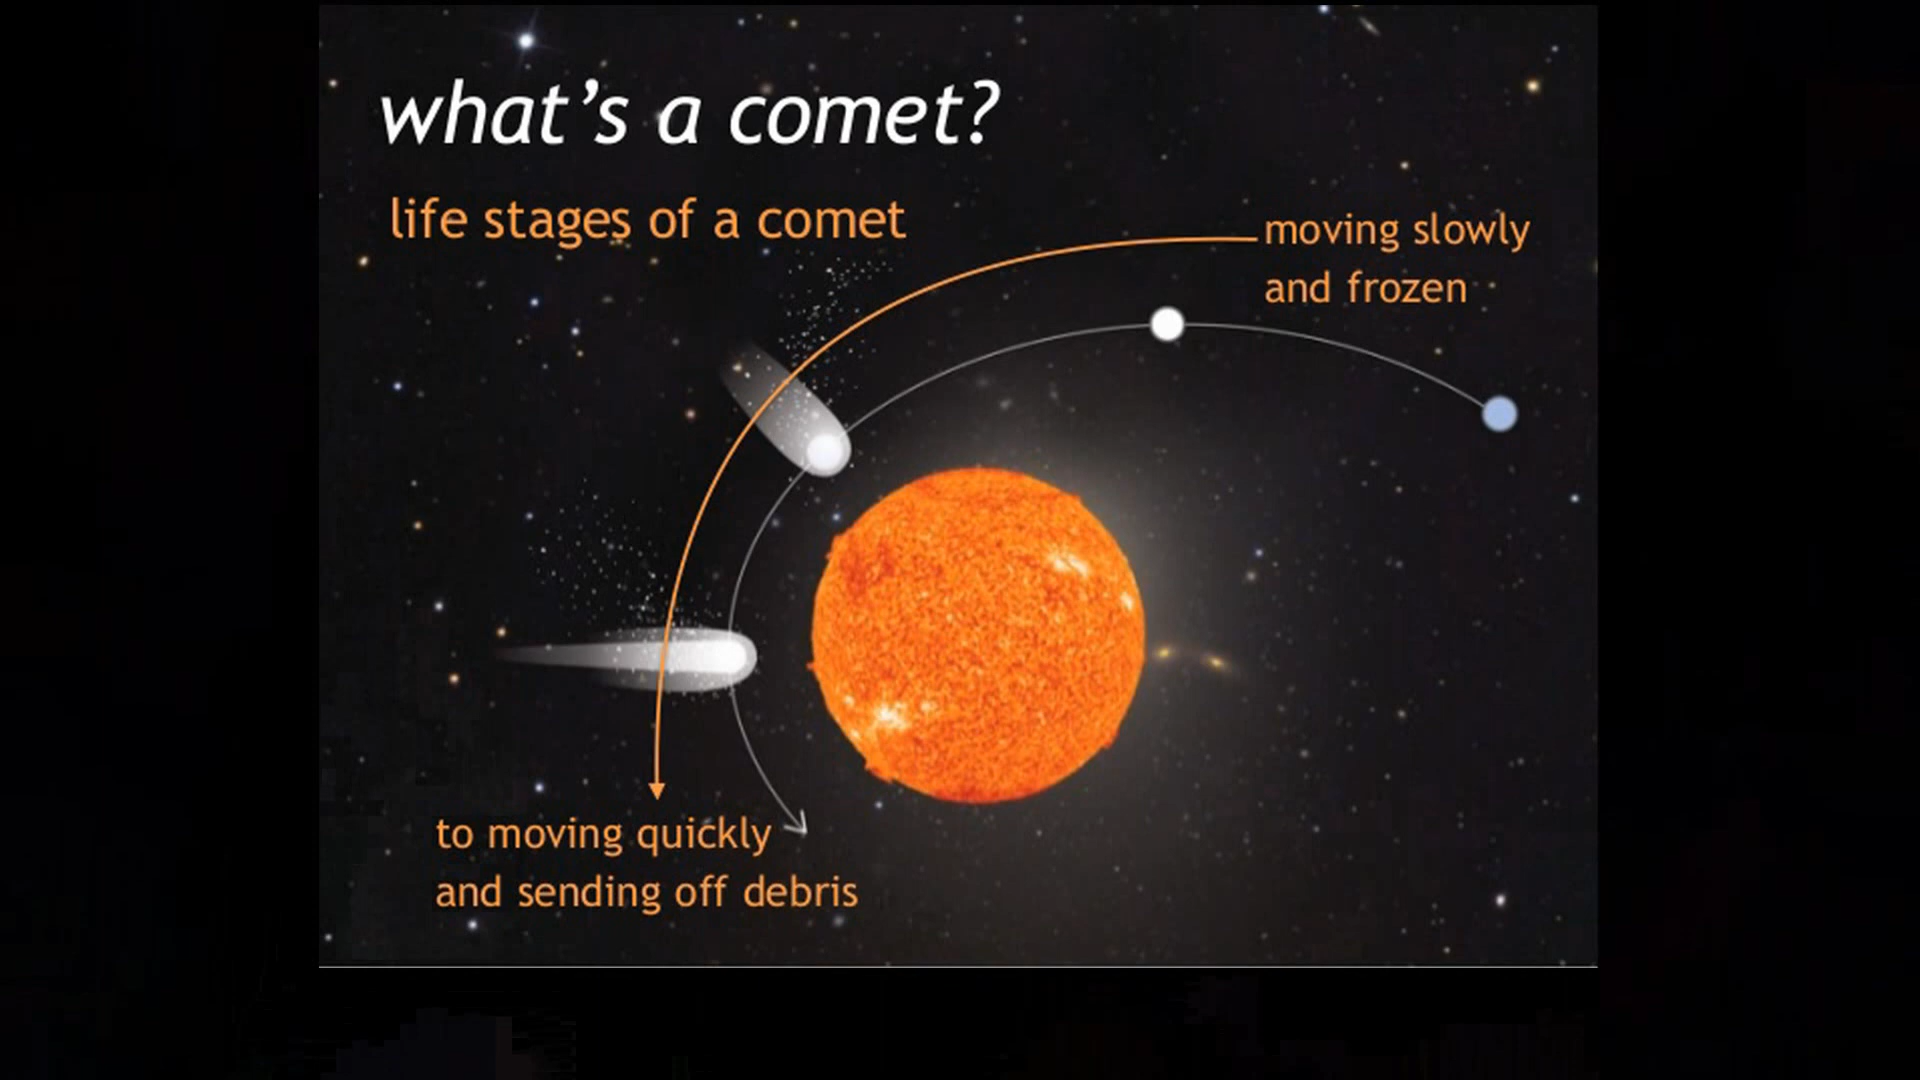 what's a comet?
life stages of a comet
moving slowly
and frozen
to moving quickly
and sending off debris